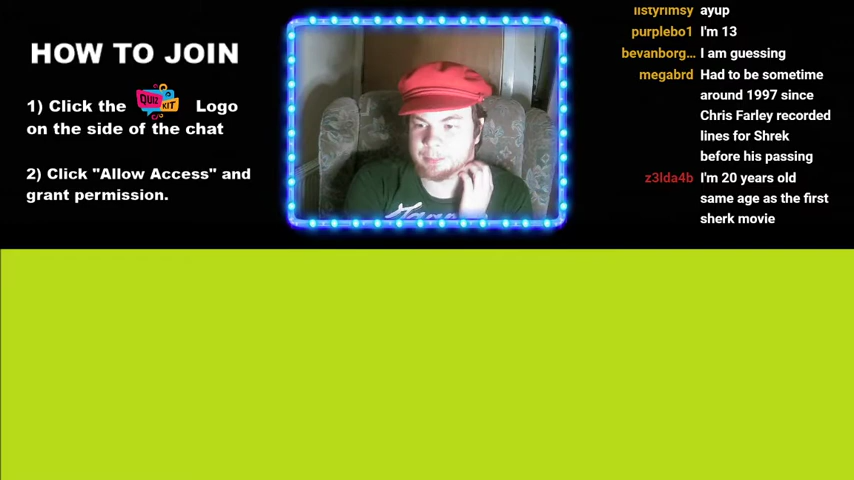 HOW TO JOIN
1) Click the QUIZ KIT Logo
on the side of the chat
2) Click "Allow Access" and
grant permission.
listyrimsy ayup
purplebo1 I'm 13
bevanborg... I am guessing
megabrd Had to be sometime
around 1997 since
Chris Farley recorded
lines for Shrek
before his passing
z3lda4b I'm 20 years old
same age as the first
sherk movie